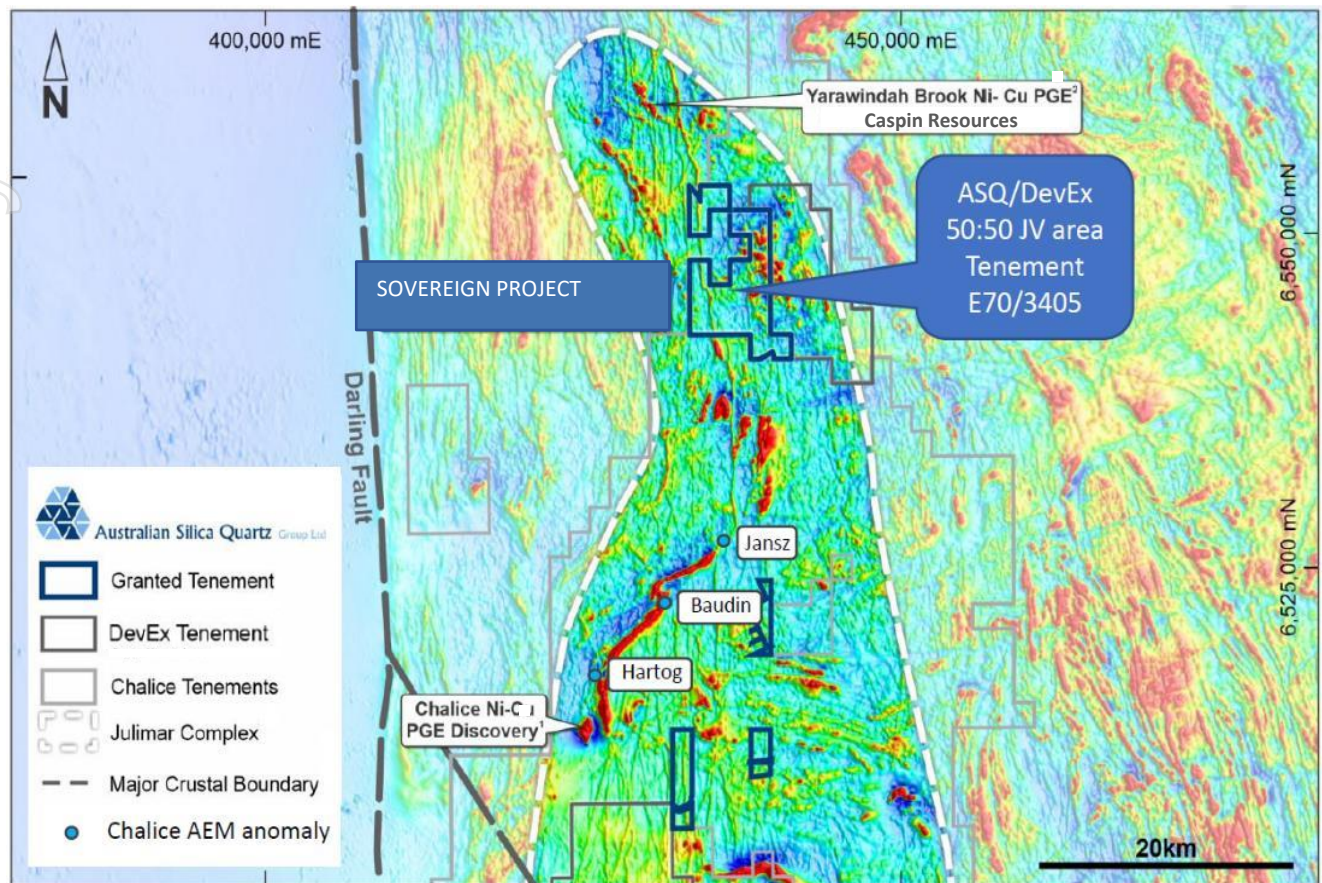 400,000 mE
450,000 mE
N
Yarawindah Brook Ni- Cu PGE²
Caspin Resources
ASQ/DevEx
50:50 JV area
Tenement
E70/3405
6,550,000 mN
SOVEREIGN PROJECT
Darling Fault
Jansz
6,525,000 mN
Baudin
Hartog
Chalice Ni-Cu
PGE Discovery¹
Australian Silica Quartz Group Ltd
Granted Tenement
DevEx Tenement
Chalice Tenements
Julimar Complex
Major Crustal Boundary
Chalice AEM anomaly
20km